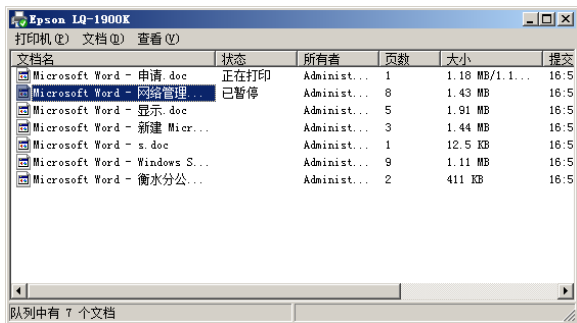 Epson LQ-1900K
打印机(P) 文档(D) 查看(V)
文档名 状态 所有者 页数 大小 提交
Microsoft Word - 申请.doc 正在打印 Administ... 1 1.18 MB/1.1... 16:5
Microsoft Word - 网络管理... 已暂停 Administ... 8 1.43 MB 16:5
Microsoft Word - 显示.doc Administ... 5 1.91 MB 16:5
Microsoft Word - 新建 Micr... Administ... 3 1.44 MB 16:5
Microsoft Word - s.doc Administ... 1 12.5 KB 16:5
Microsoft Word - Windows S... Administ... 9 1.11 MB 16:5
Microsoft Word - 衡水分公... Administ... 2 411 KB 16:5
队列中有 7 个文档